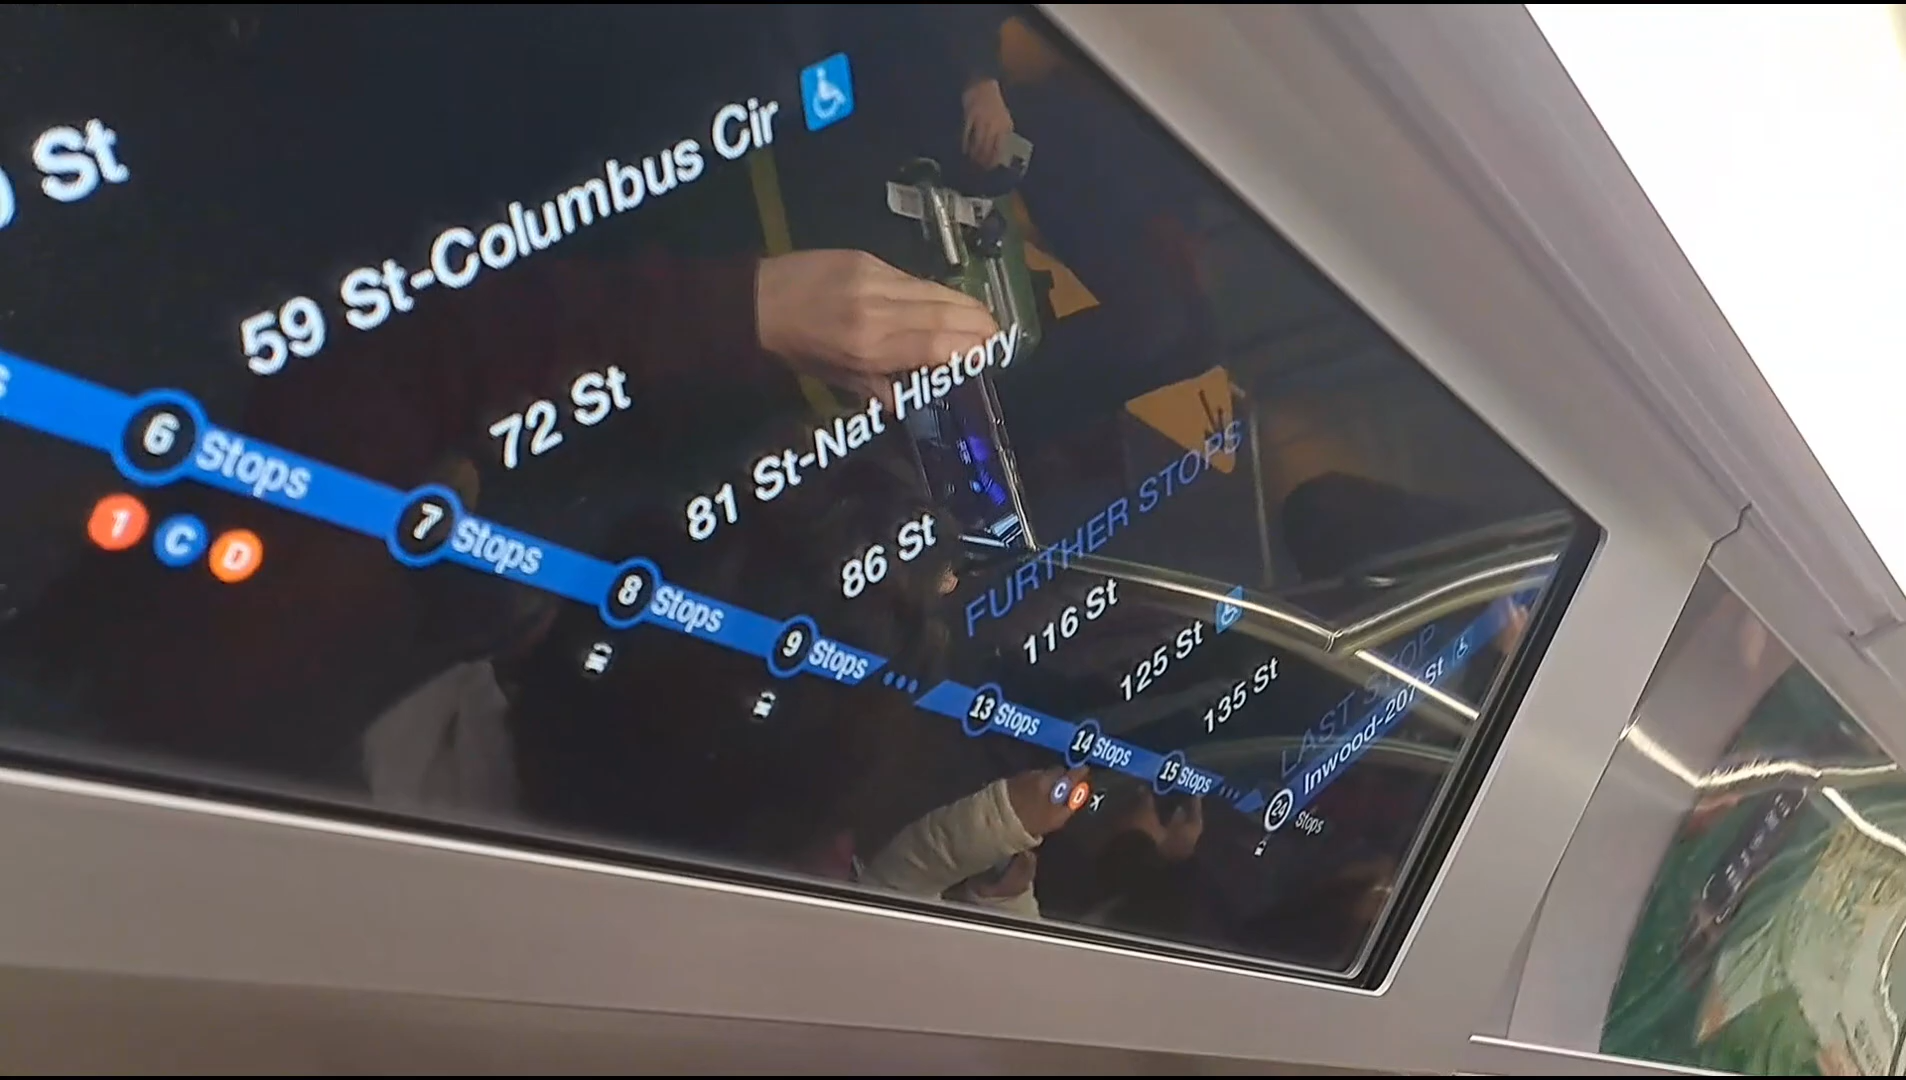 St
59 St-Columbus Cir
72 St
81 St-Nat History
86 St
FURTHER STOPS
116 St
125 St
135 St
LAST STOP
Inwood-207 St
6 Stops
7 Stops
8 Stops
9 Stops
13 Stops
14 Stops
15 Stops
24 Stops
1 C D
C D